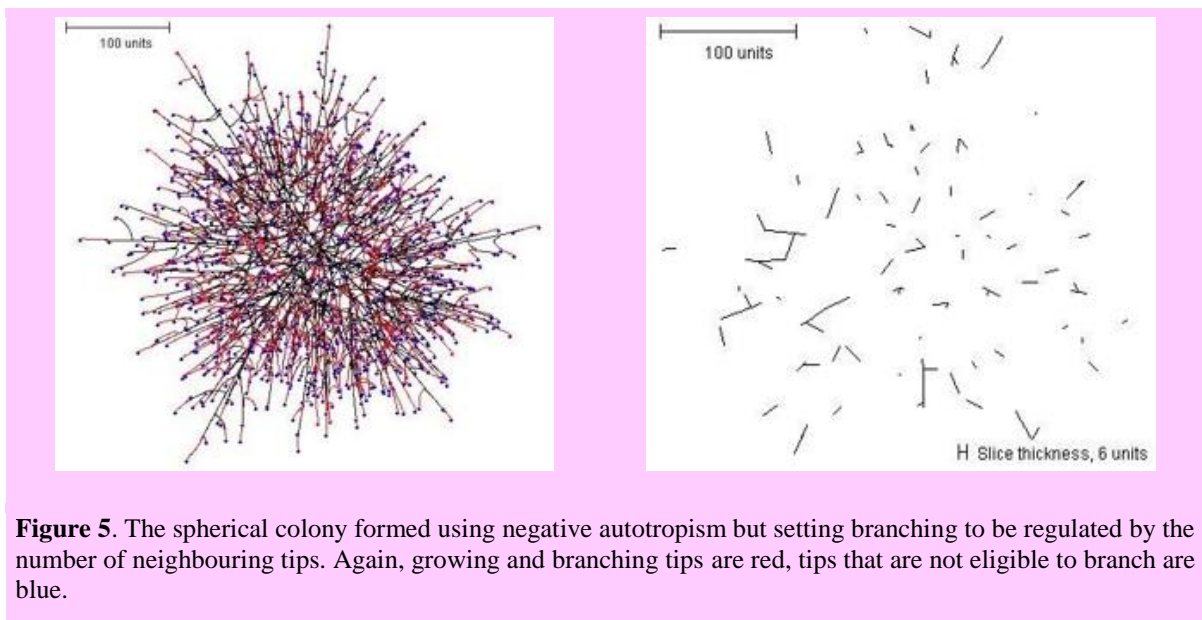 100 units
100 units
H Slice thickness, 6 units
Figure 5. The spherical colony formed using negative autotropism but setting branching to be regulated by the
number of neighbouring tips. Again, growing and branching tips are red, tips that are not eligible to branch are
blue.